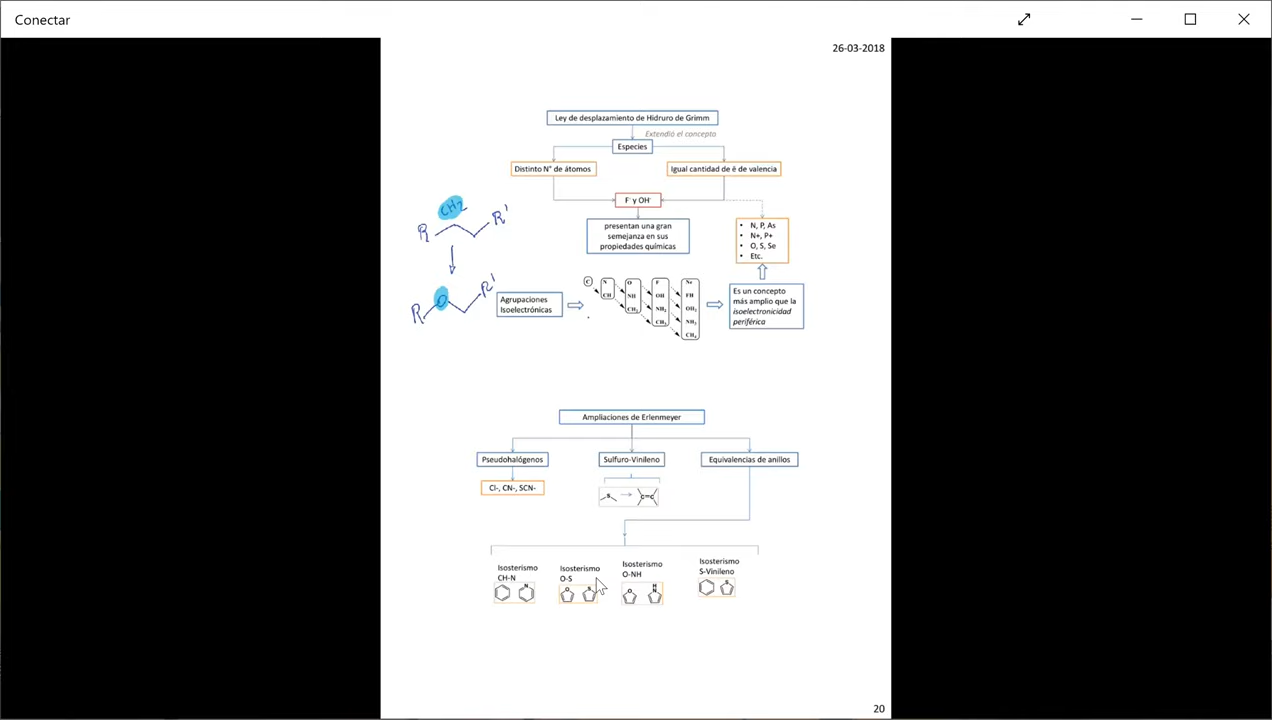 Conectar
26-03-2018
Ley de desplazamiento de Hidruro de Grimm
Extendió el concepto
Especies
Distinto N° de átomos
Igual cantidad de ē de valencia
F- y OH-
presentan una gran
semejanza en sus
propiedades químicas
• N, P, As
• N+, P+
• O, S, Se
• Etc.
CH2
R R'
R O R'
Agrupaciones
Isoelectrónicas
C N O F Ne
CH NH OH FH
CH2 NH2 OH2
CH3 NH3
CH4
Es un concepto
más amplio que la
isoelectronicidad
periférica
Ampliaciones de Erlenmeyer
Pseudohalógenos
Sulfuro-Vinileno
Equivalencias de anillos
Cl-, CN-, SCN-
S C=C
Isosterismo
CH-N
N
Isosterismo
O-S
O S
Isosterismo
O-NH
O H N
Isosterismo
S-Vinileno
S
20